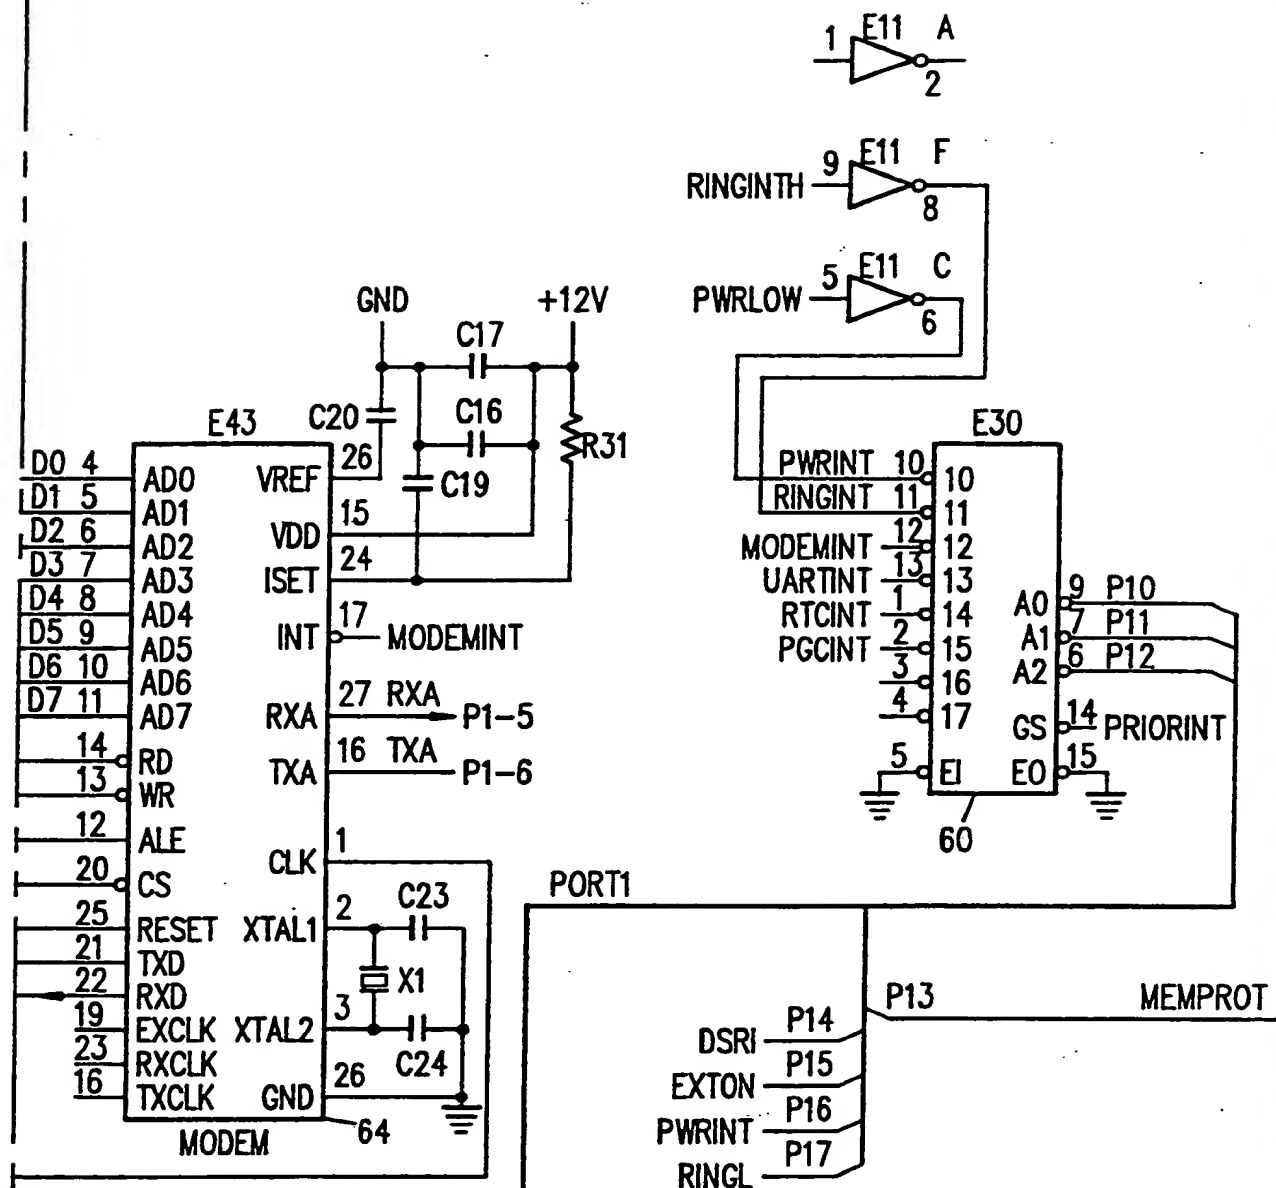 1 E11 A
2
RINGINTH 9 E11 F
8
PWRLOW 5 E11 C
6
GND +12V
C17
C20 C16
R31
C19
E43
D0 4 AD0 VREF 26
D1 5 AD1
VDD 15
D2 6 AD2
D3 7 AD3 ISET 24
D4 8 AD4
INT 17 MODEMINT
D5 9 AD5
D6 10 AD6
D7 11 AD7 RXA 27 RXA P1-5
14 RD TXA 16 TXA P1-6
13 WR
12 ALE
CLK 1
20 CS
25 RESET XTAL1 2 C23
21 TXD
X1
22 RXD
19 EXCLK XTAL2 3
C24
23 RXCLK
16 TXCLK GND 26
MODEM 64
E30
PWRINT 10 10
RINGINT 11 11
MODEMINT 12 12
UARTINT 13 13
RTCINT 1 14 A0 9 P10
PGCINT 2 15 A1 7 P11
3 16 A2 6 P12
4 17 GS 14 PRIORINT
5 EI EO 15
60
PORT1
P13 MEMPROT
DSRI P14
EXTON P15
PWRINT P16
RINGL P17